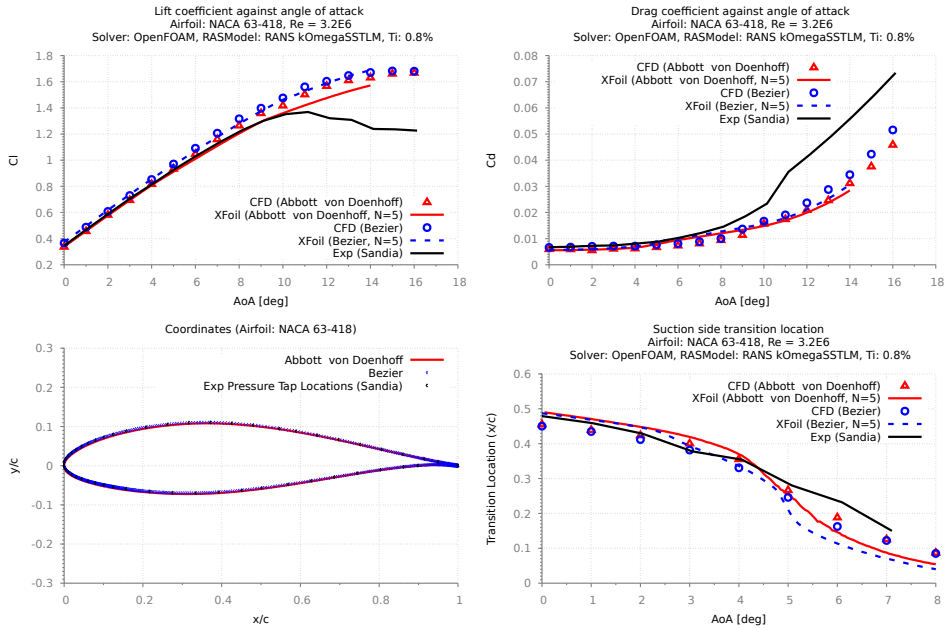 Lift coefficient against angle of attack
Airfoil: NACA 63-418, Re = 3.2E6
Solver: OpenFOAM, RASModel: RANS kOmegaSSTLM, Ti: 0.8%
2
1.8
1.6
1.4
1.2
1
0.8
0.6
0.4
0.2
Cl
CFD (Abbott von Doenhoff)
XFoil (Abbott von Doenhoff, N=5)
CFD (Bezier)
XFoil (Bezier, N=5)
Exp (Sandia)
0 2 4 6 8 10 12 14 16 18
AoA [deg]
Drag coefficient against angle of attack
Airfoil: NACA 63-418, Re = 3.2E6
Solver: OpenFOAM, RASModel: RANS kOmegaSSTLM, Ti: 0.8%
0.08
0.07
0.06
0.05
0.04
0.03
0.02
0.01
0
Cd
CFD (Abbott von Doenhoff)
XFoil (Abbott von Doenhoff, N=5)
CFD (Bezier)
XFoil (Bezier, N=5)
Exp (Sandia)
0 2 4 6 8 10 12 14 16 18
AoA [deg]
Coordinates (Airfoil: NACA 63-418)
0.3
0.2
0.1
0
-0.1
-0.2
-0.3
y/c
Abbott von Doenhoff
Bezier
Exp Pressure Tap Locations (Sandia)
0 0.2 0.4 0.6 0.8 1
x/c
Suction side transition location
Airfoil: NACA 63-418, Re = 3.2E6
Solver: OpenFOAM, RASModel: RANS kOmegaSSTLM, Ti: 0.8%
0.6
0.5
0.4
0.3
0.2
0.1
0
Transition Location (x/c)
CFD (Abbott von Doenhoff)
XFoil (Abbott von Doenhoff, N=5)
CFD (Bezier)
XFoil (Bezier, N=5)
Exp (Sandia)
0 1 2 3 4 5 6 7 8
AoA [deg]